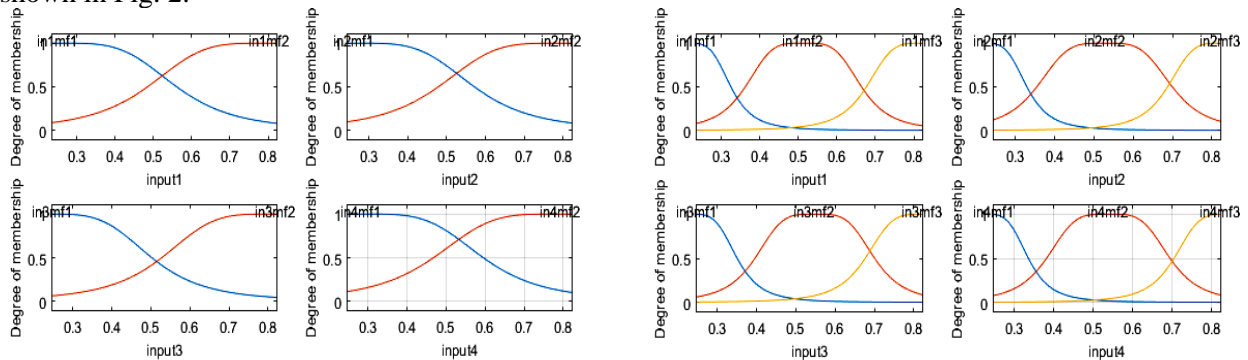 shown in Fig. 2.
in1mf1 in1mf2 in2mf1 in2mf2 in1mf1 in1mf2 in1mf3 in2mf1 in2mf2 in2mf3
Degree of membership Degree of membership Degree of membership Degree of membership
1 1 1 1
0.5 0.5 0.5 0.5
0 0 0 0
0.3 0.4 0.5 0.6 0.7 0.8 0.3 0.4 0.5 0.6 0.7 0.8 0.3 0.4 0.5 0.6 0.7 0.8 0.3 0.4 0.5 0.6 0.7 0.8
input1 input2 input1 input2
in3mf1 in3mf2 in4mf1 in4mf2 in3mf1 in3mf2 in3mf3 in4mf1 in4mf2 in4mf3
Degree of membership Degree of membership Degree of membership Degree of membership
1 1 1 1
0.5 0.5 0.5 0.5
0 0 0 0
0.3 0.4 0.5 0.6 0.7 0.8 0.3 0.4 0.5 0.6 0.7 0.8 0.3 0.4 0.5 0.6 0.7 0.8 0.3 0.4 0.5 0.6 0.7 0.8
input3 input4 input3 input4